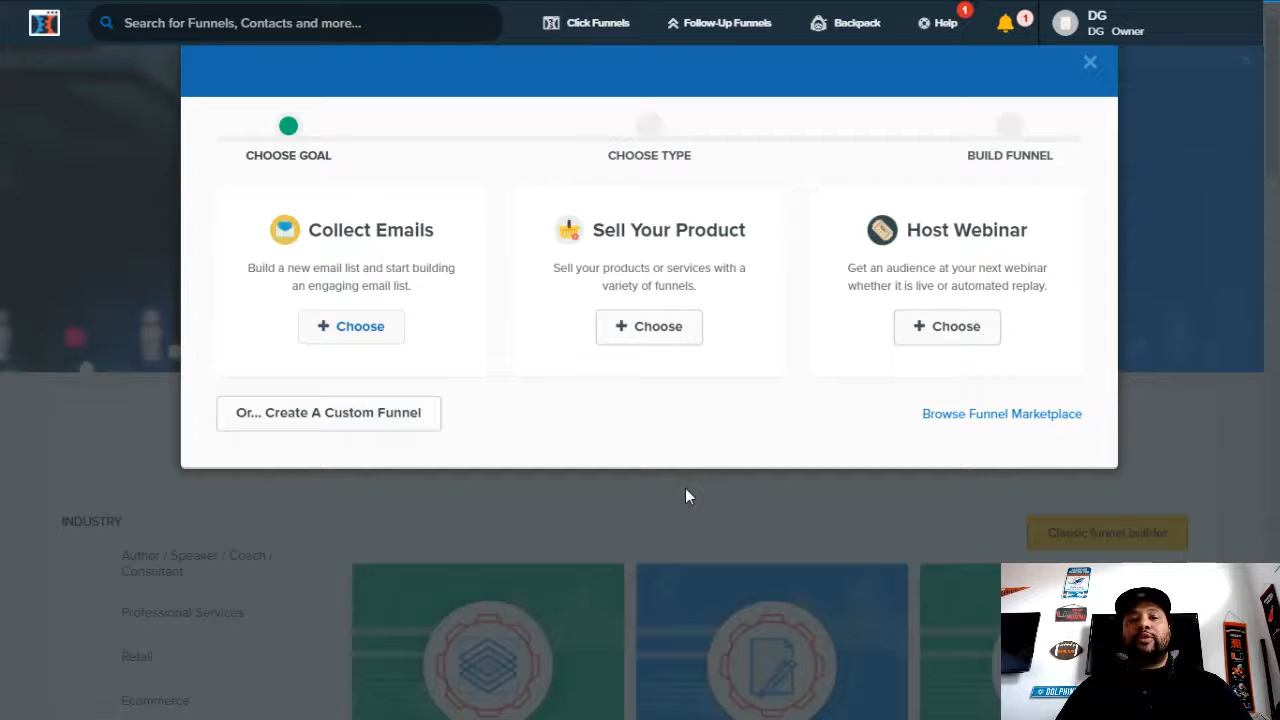 Search for Funnels, Contacts and more...
Click Funnels
Follow-Up Funnels
Backpack
Help
1
1
DG
DG Owner
CHOOSE GOAL
CHOOSE TYPE
BUILD FUNNEL
Collect Emails
Build a new email list and start building
an engaging email list.
+ Choose
Sell Your Product
Sell your products or services with a
variety of funnels.
+ Choose
Host Webinar
Get an audience at your next webinar
whether it is live or automated replay.
+ Choose
Or... Create A Custom Funnel
Browse Funnel Marketplace
INDUSTRY
Classic funnel builder
Author / Speaker / Coach /
Consultant
Professional Services
Retail
Ecommerce